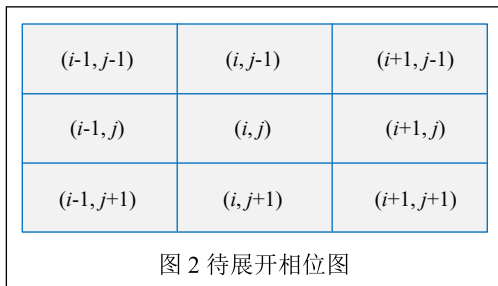 (i-1, j-1) (i, j-1) (i+1, j-1)
(i-1, j) (i, j) (i+1, j)
(i-1, j+1) (i, j+1) (i+1, j+1)
图 2 待展开相位图